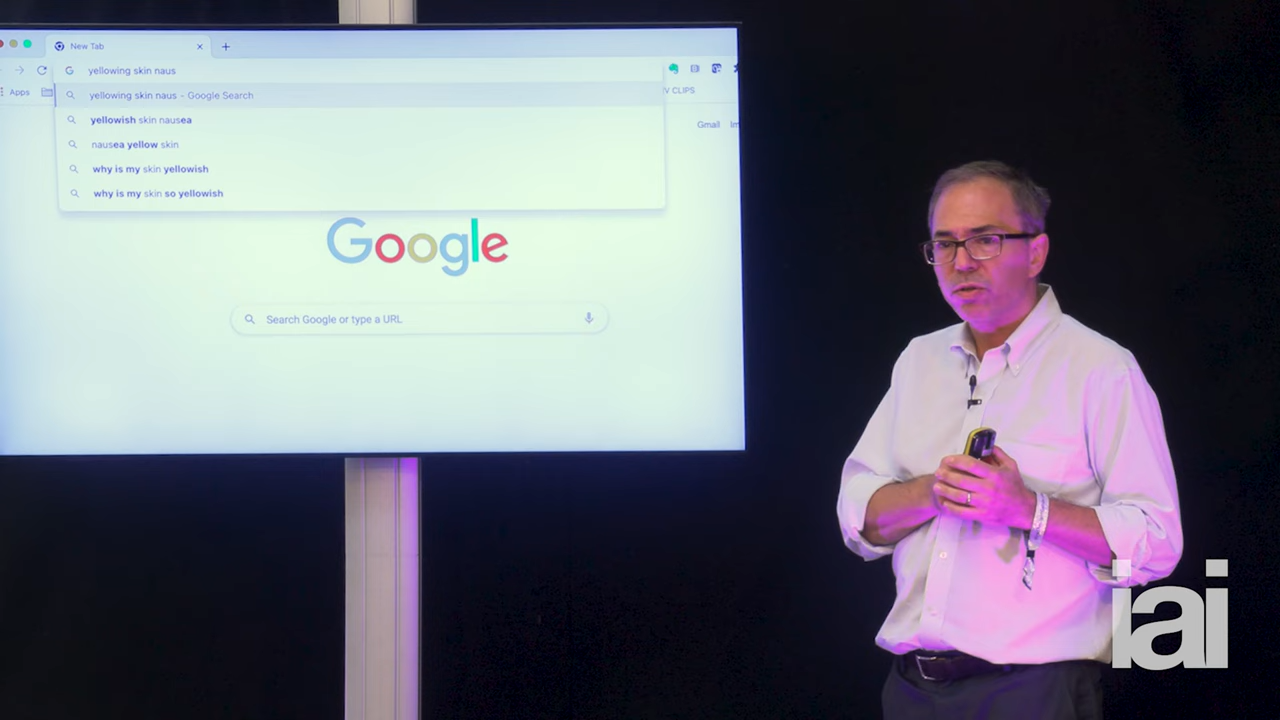 New Tab
yellowing skin naus
Apps
yellowing skin naus - Google Search
V CLIPS
yellowish skin nausea
Gmail Im
nausea yellow skin
why is my skin yellowish
why is my skin so yellowish
Google
Search Google or type a URL
iai